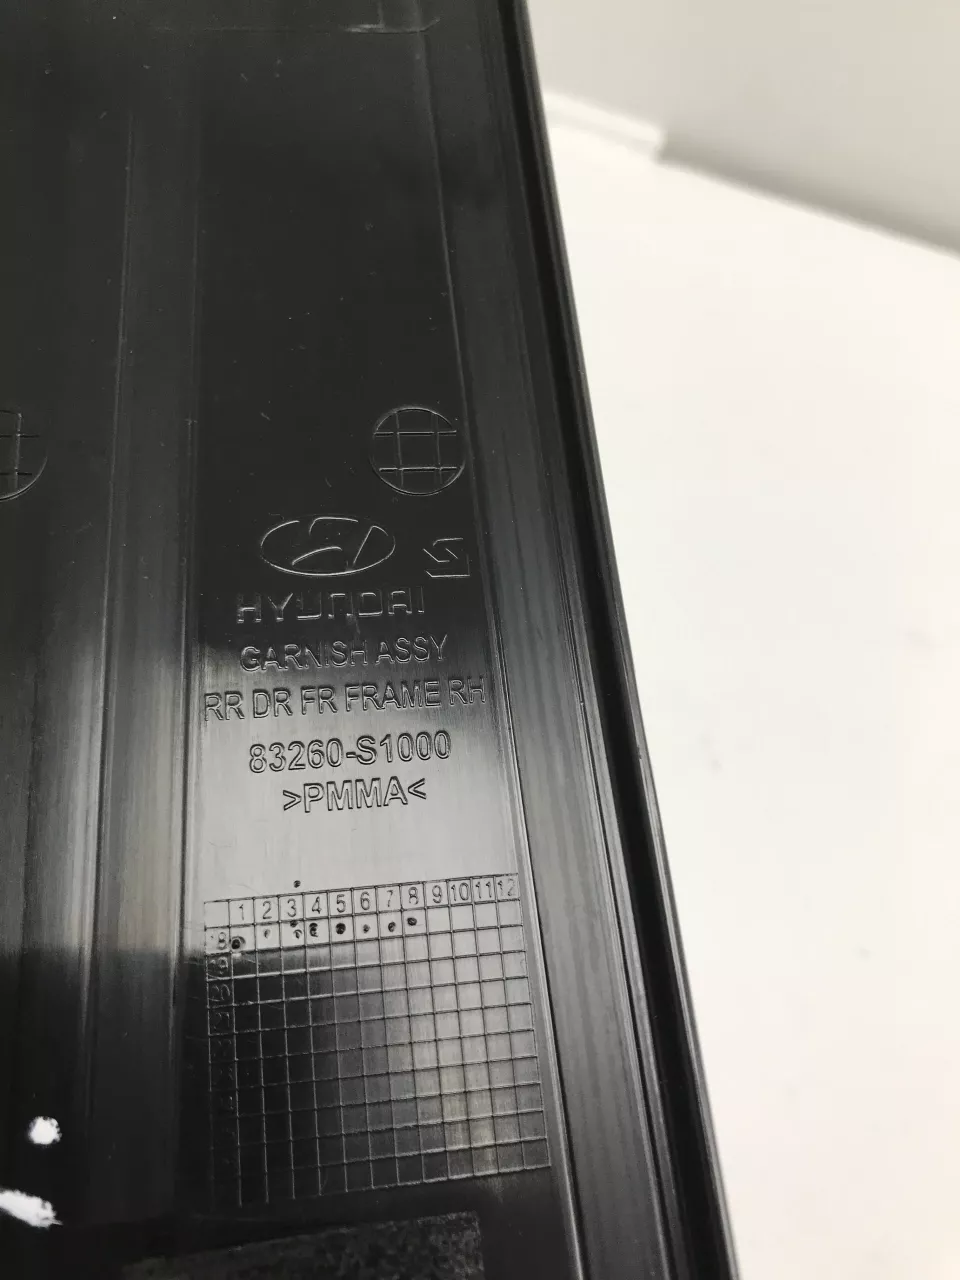 HYUNDAI
GARNISH ASSY
RR DR FR FRAME RH
83260-S1000
>PMMA<
1 2 3 4 5 6 7 8 9 10 11 12
18